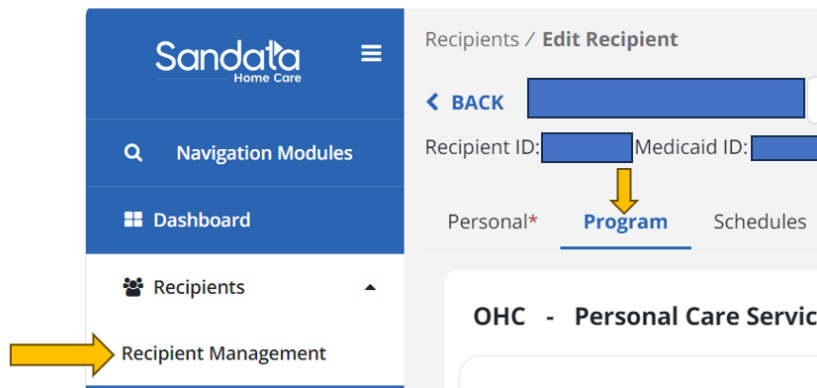 Sandata
Home Care
Navigation Modules
Dashboard
Recipients
Recipient Management
Recipients / Edit Recipient
BACK
Recipient ID: Medicaid ID:
Personal* Program Schedules
OHC - Personal Care Servic